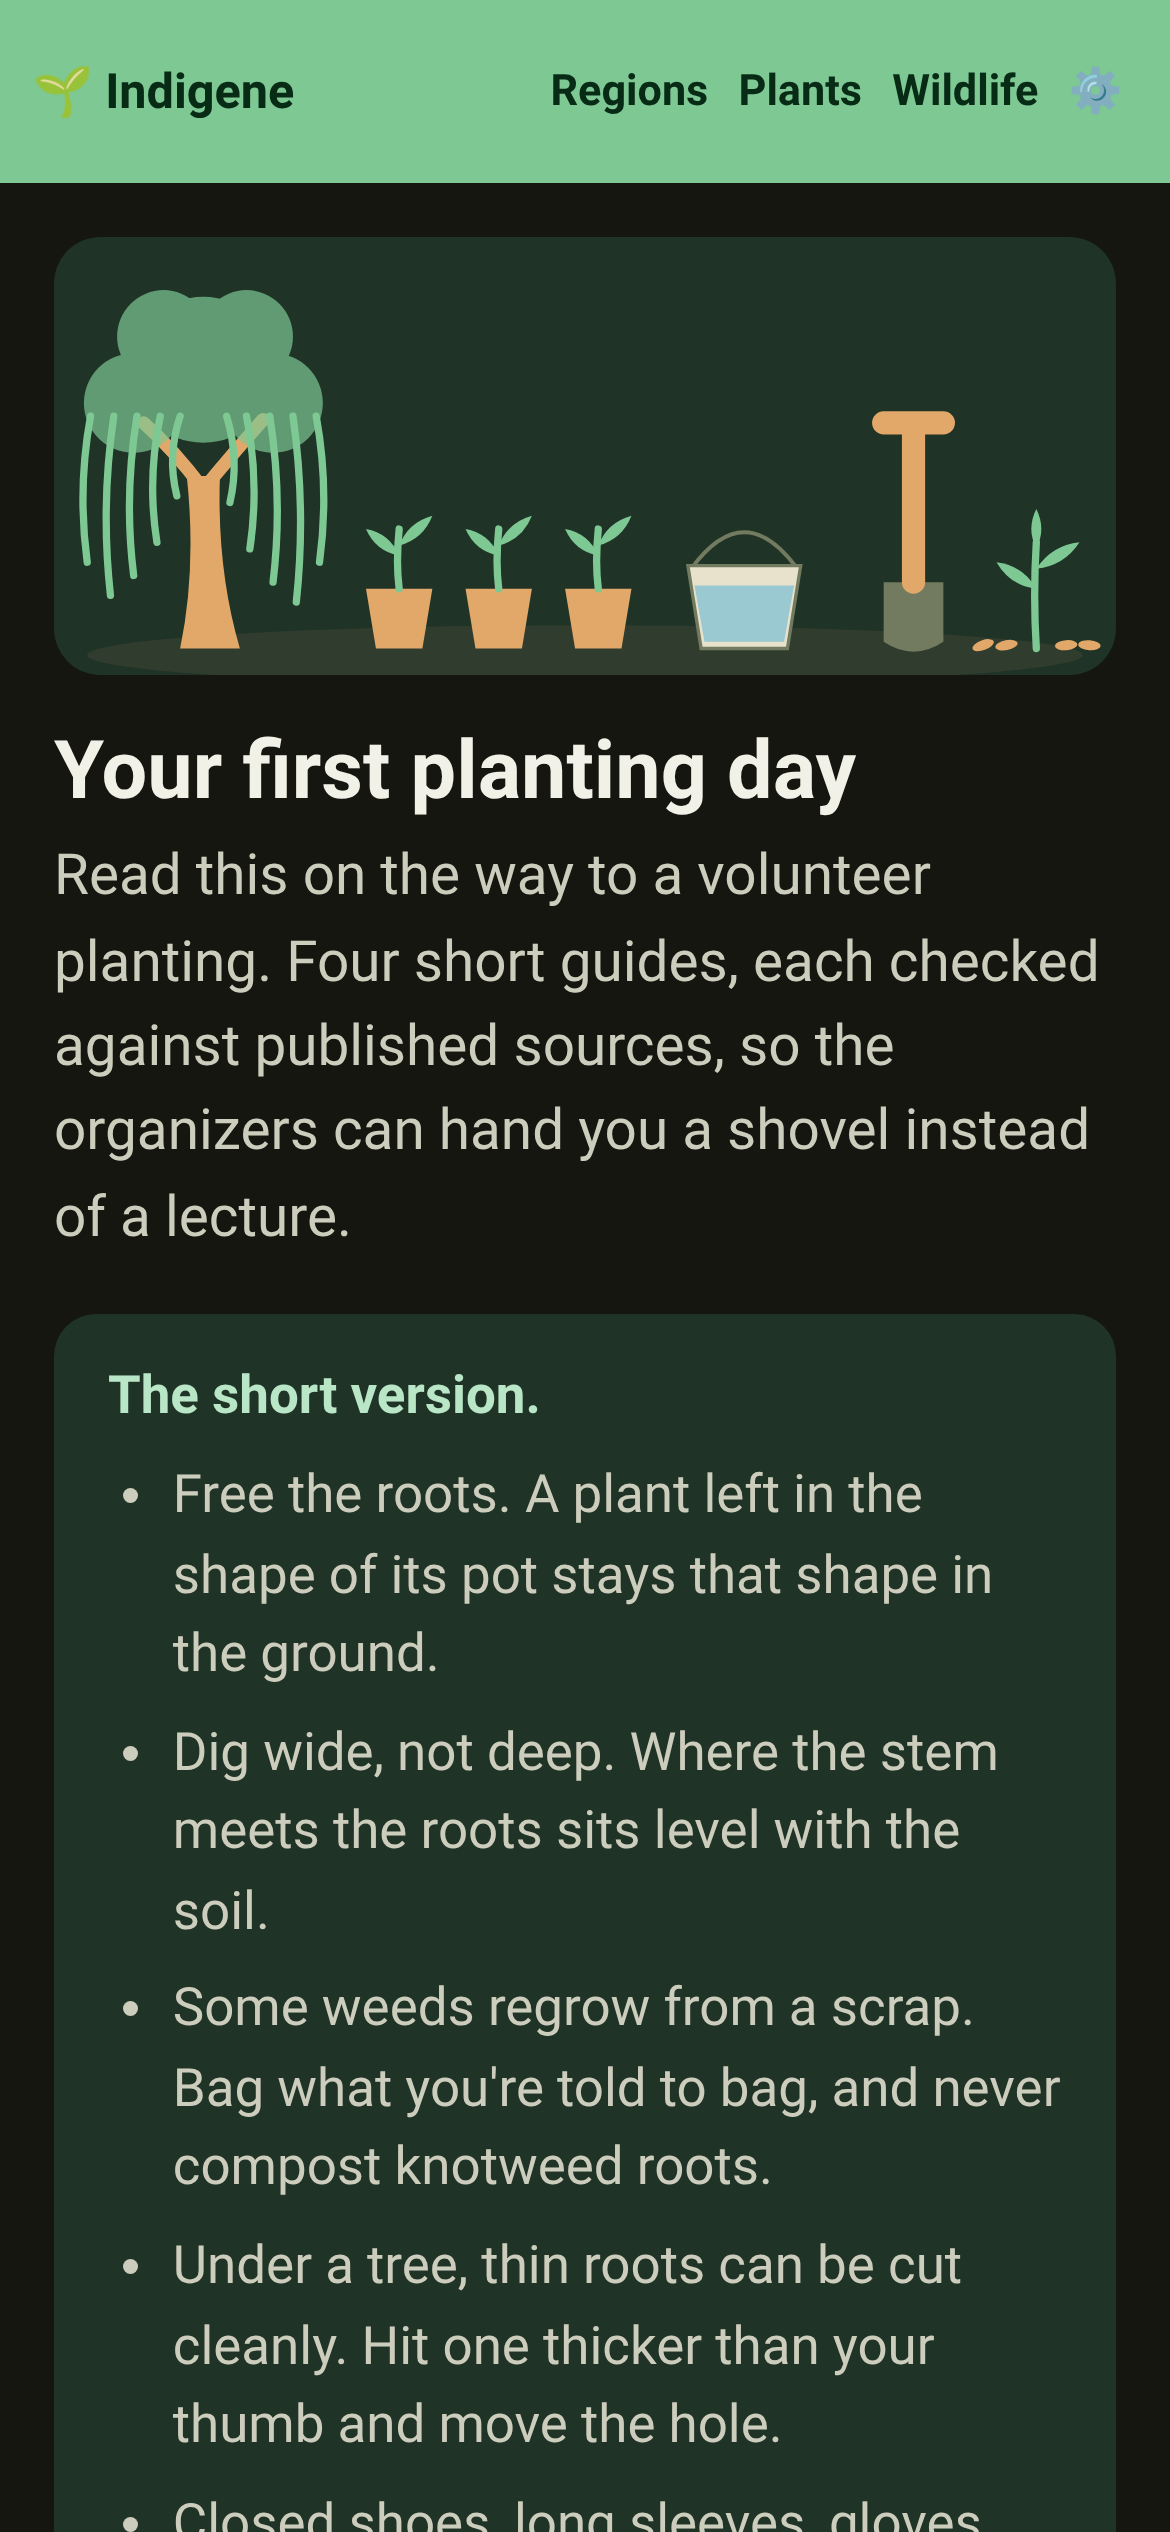 Indigene
Regions Plants Wildlife
Your first planting day
Read this on the way to a volunteer
planting. Four short guides, each checked
against published sources, so the
organizers can hand you a shovel instead
of a lecture.
The short version.
• Free the roots. A plant left in the
shape of its pot stays that shape in
the ground.
• Dig wide, not deep. Where the stem
meets the roots sits level with the
soil.
• Some weeds regrow from a scrap.
Bag what you're told to bag, and never
compost knotweed roots.
• Under a tree, thin roots can be cut
cleanly. Hit one thicker than your
thumb and move the hole.
• Closed shoes, long sleeves, gloves